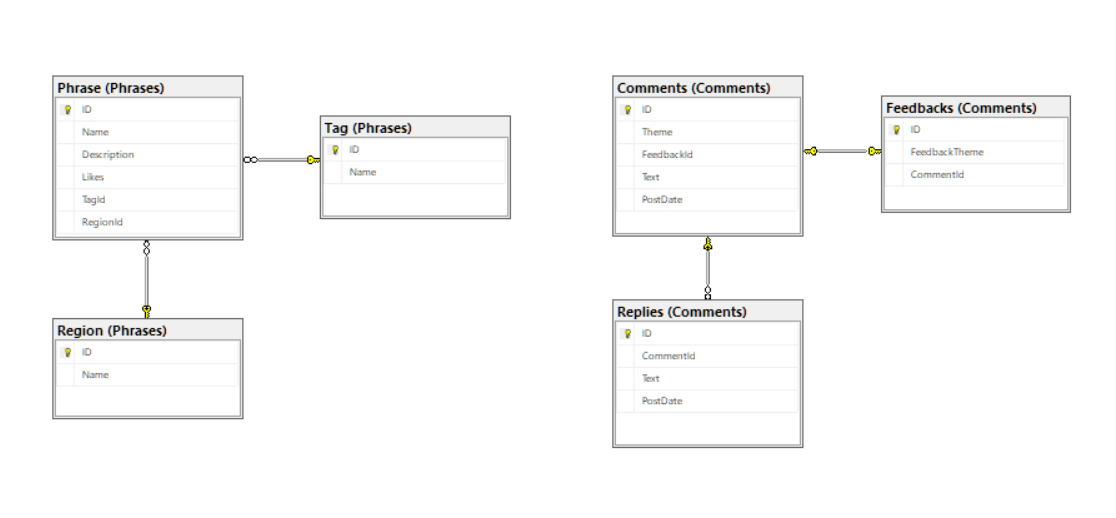 Phrase (Phrases)
ID
Name
Description
Likes
TagId
RegionId
Tag (Phrases)
ID
Name
Region (Phrases)
ID
Name
Comments (Comments)
ID
Theme
FeedbackId
Text
PostDate
Feedbacks (Comments)
ID
FeedbackTheme
CommentId
Replies (Comments)
ID
CommentId
Text
PostDate